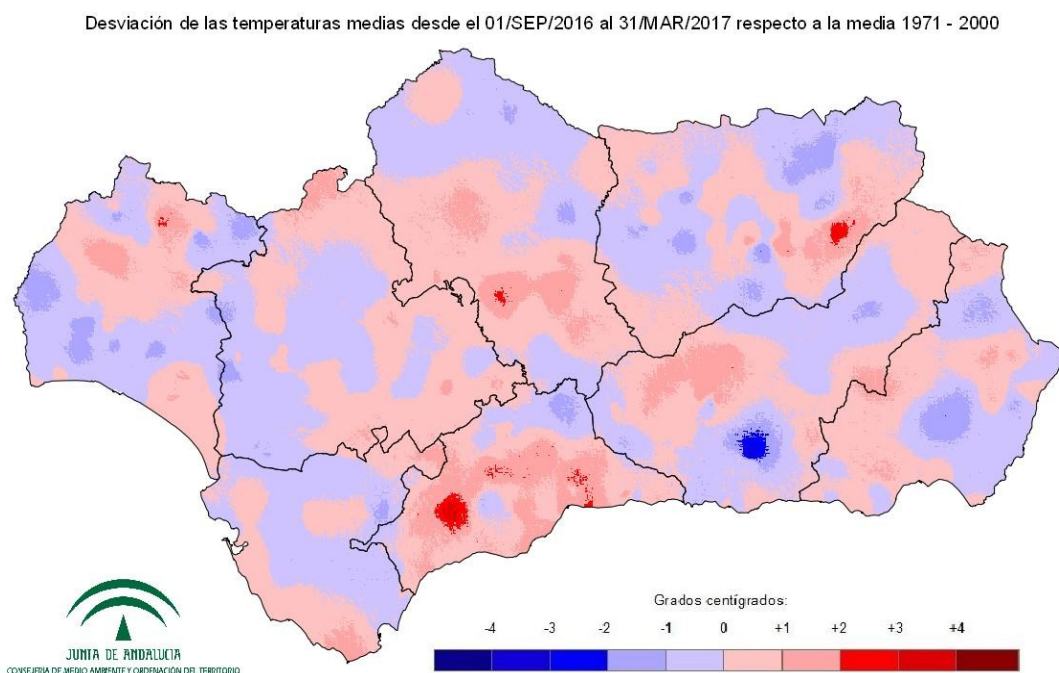 Desviación de las temperaturas medias desde el 01/SEP/2016 al 31/MAR/2017 respecto a la media 1971 - 2000
Grados centígrados:
-4 -3 -2 -1 0 +1 +2 +3 +4
JUNTA DE ANDALUCIA
CONSEJERÍA DE MEDIO AMBIENTE Y ORDENACIÓN DEL TERRITORIO